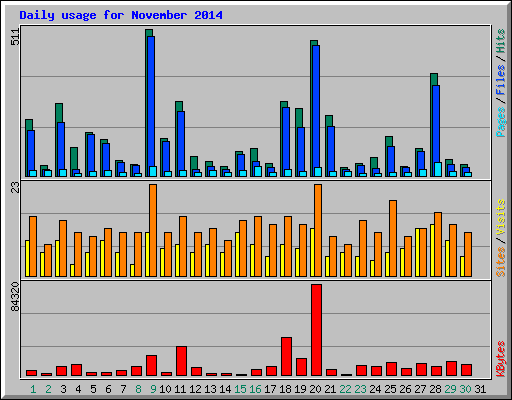 Daily usage for November 2014
511
Pages / Files / Hits
23
Sites / Visits
84320
KBytes
1 2 3 4 5 6 7 8 9 10 11 12 13 14 15 16 17 18 19 20 21 22 23 24 25 26 27 28 29 30 31